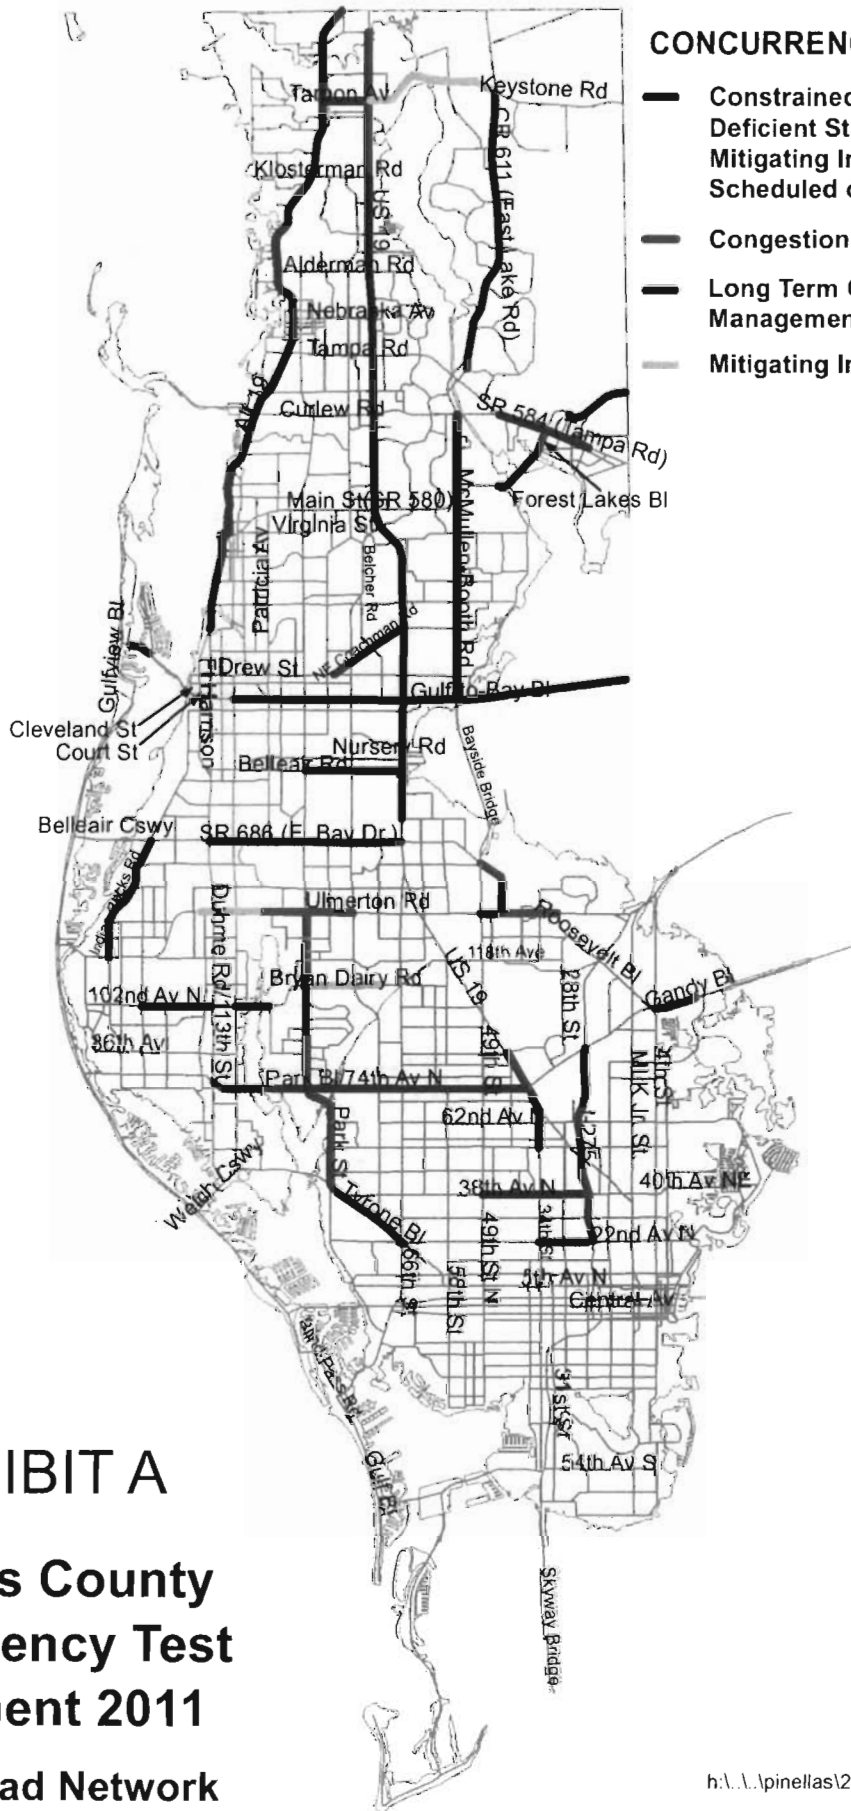 CONCURREN
Constrained
Deficient St
Mitigating In
Scheduled
Congestion
Long Term
Managemen
Mitigating In
Tarpon Av
Keystone Rd
CR 611 (East Lake Rd)
Klosterman Rd
US 19
Alderman Rd
Nebraska Av
Tampa Rd
Alt 19
Curlew Rd
SR 584 (Tampa Rd)
Main St(SR 580)
Forest Lakes Bl
Virginia St
McMullen-Booth Rd
Patricia Av
Belcher Rd
NE Coachman Rd
Gulfview Bl
Drew St
Gulf-to-Bay Bl
Cleveland St
Court St
Ft Harrison
Nursery Rd
Belleair Rd
Bayside Bridge
Belleair Cswy
SR 686 (E. Bay Dr.)
Indian Rocks Rd
Ulmerton Rd
Roosevelt Bl
Duhme Rd/113th St
118th Ave
US 19
Bryan Dairy Rd
28th St
Gandy Bl
102nd Av N
86th Av
49th St
4th St
MLK Jr. St
Park Bl/74th Av N
62nd Av N
Park St
I-275
Welch Cswy
38th Av N
40th Av NE
Tyrone Bl
34th St
49th St N
22nd Av N
66th St
58th St
5th Av N
Central Av
Blind Pass Rd
31st St
Gulf Bl
54th Av S
IBIT A
s County
ency Test
ent 2011
ad Network
Skyway Bridge
h:\..\..\pinellas\2